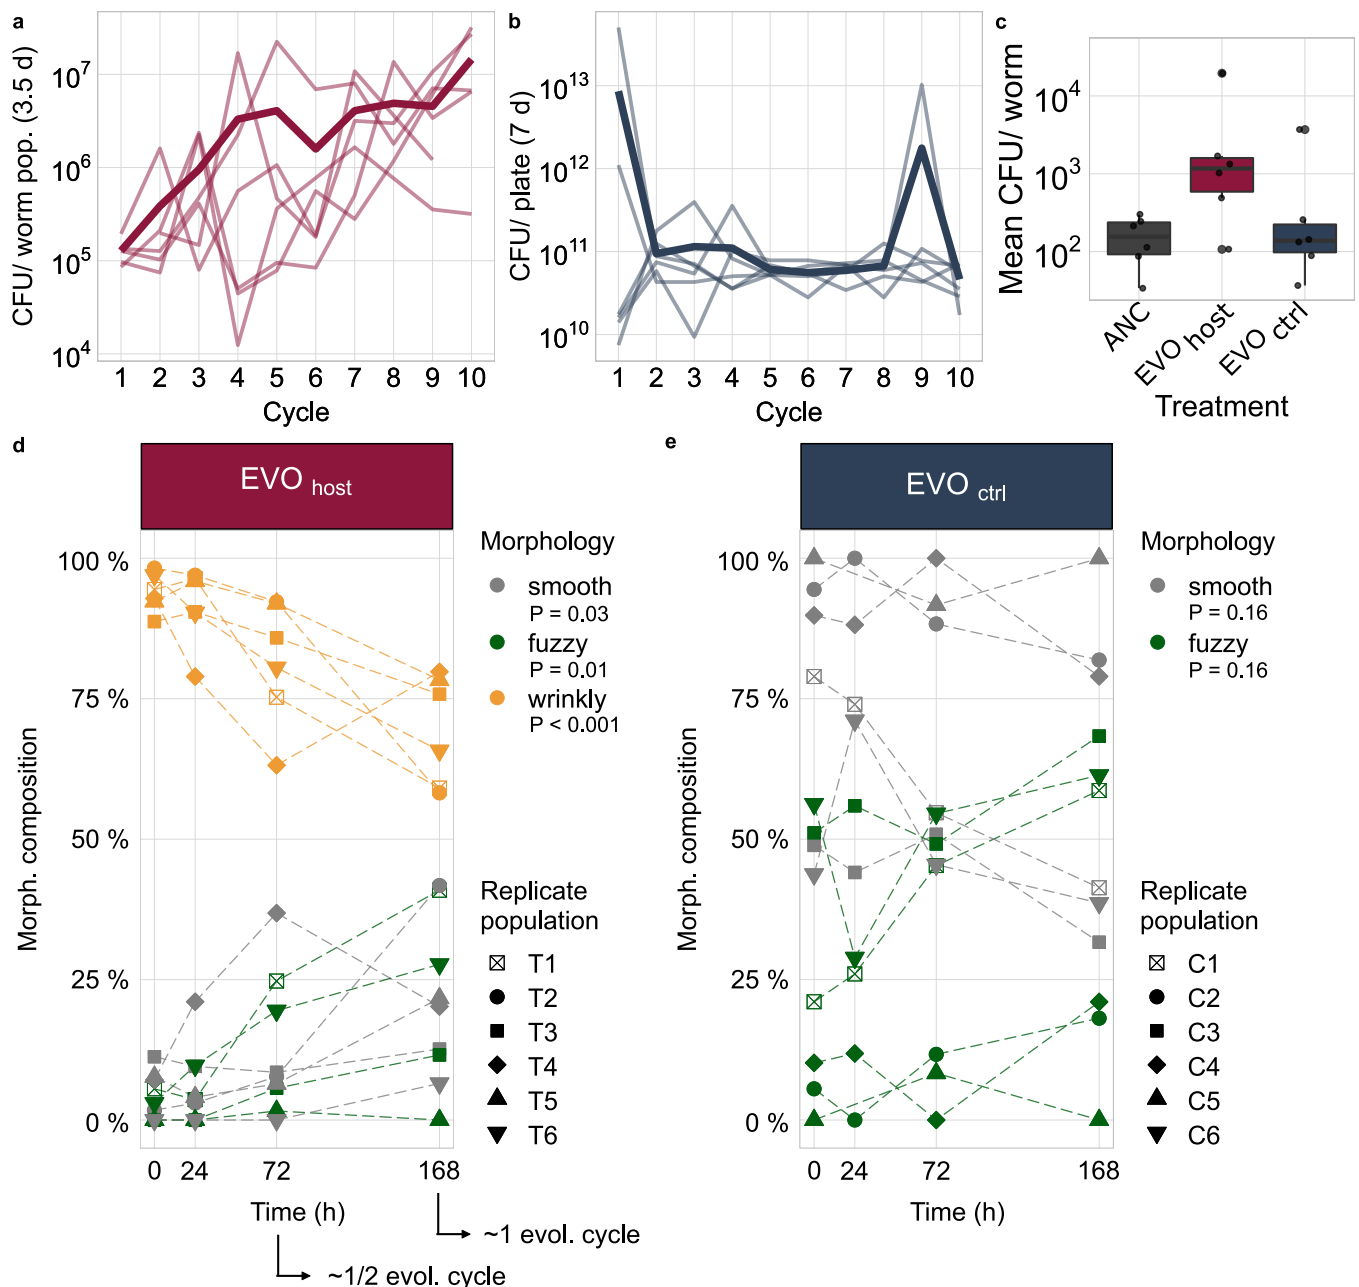 a
b
c
CFU/ worm pop. (3.5 d)
10^7
10^6
10^5
10^4
1 2 3 4 5 6 7 8 9 10
Cycle
CFU/ plate (7 d)
10^13
10^12
10^11
10^10
1 2 3 4 5 6 7 8 9 10
Cycle
Mean CFU/ worm
10^4
10^3
10^2
ANC
EVO host
EVO ctrl
Treatment
d
EVO host
Morph. composition
100 %
75 %
50 %
25 %
0 %
0 24 72 168
Time (h)
~1 evol. cycle
~1/2 evol. cycle
Morphology
smooth
P = 0.03
fuzzy
P = 0.01
wrinkly
P < 0.001
Replicate
population
T1
T2
T3
T4
T5
T6
e
EVO ctrl
Morph. composition
100 %
75 %
50 %
25 %
0 %
0 24 72 168
Time (h)
Morphology
smooth
P = 0.16
fuzzy
P = 0.16
Replicate
population
C1
C2
C3
C4
C5
C6